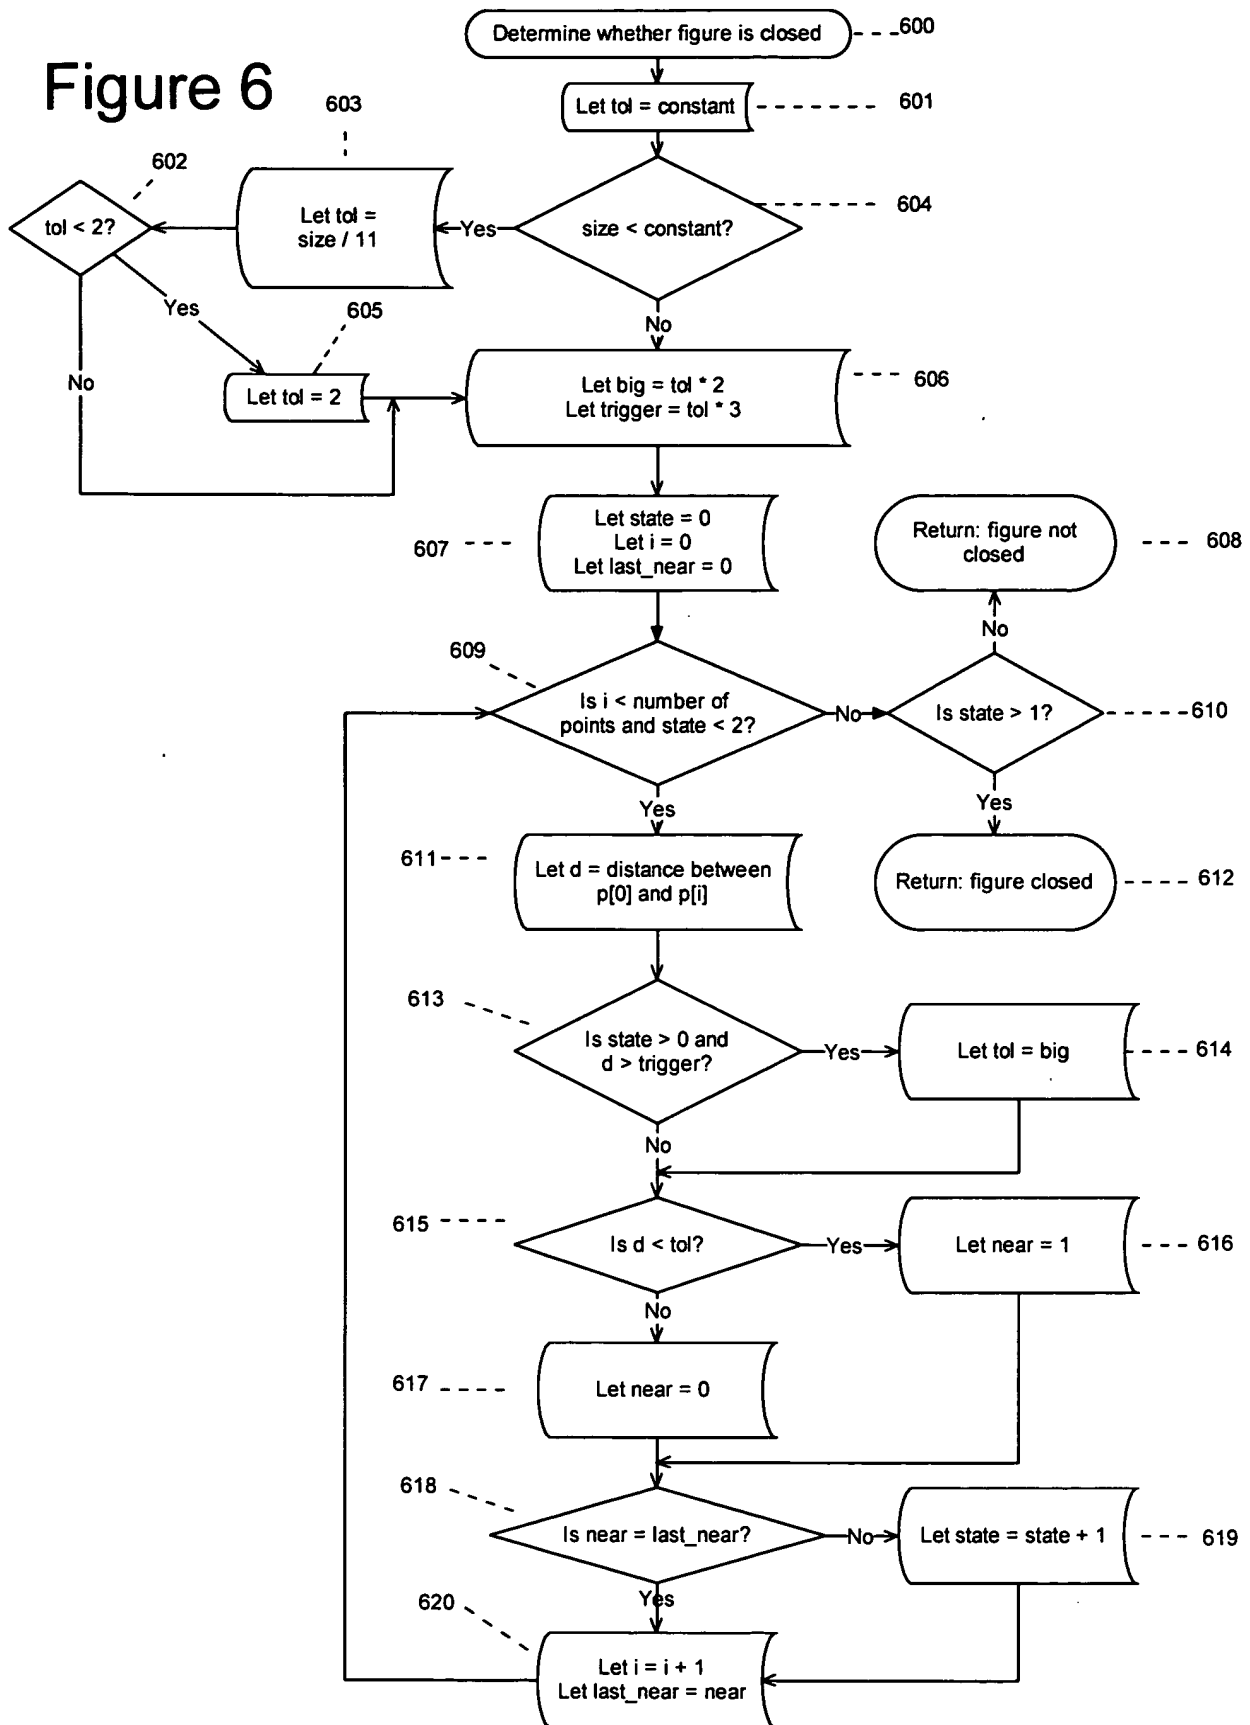 Figure 6
Determine whether figure is closed
600
Let tol = constant
601
603
602
tol < 2?
Let tol =
size / 11
Yes
size < constant?
604
Yes
605
No
No
Let tol = 2
Let big = tol * 2
Let trigger = tol * 3
606
607
Let state = 0
Let i = 0
Let last_near = 0
Return: figure not
closed
608
No
609
Is i < number of
points and state < 2?
No
Is state > 1?
610
Yes
Yes
611
Let d = distance between
p[0] and p[i]
Return: figure closed
612
613
Is state > 0 and
d > trigger?
Yes
Let tol = big
614
No
615
Is d < tol?
Yes
Let near = 1
616
No
617
Let near = 0
618
Is near = last_near?
No
Let state = state + 1
619
Yes
620
Let i = i + 1
Let last_near = near